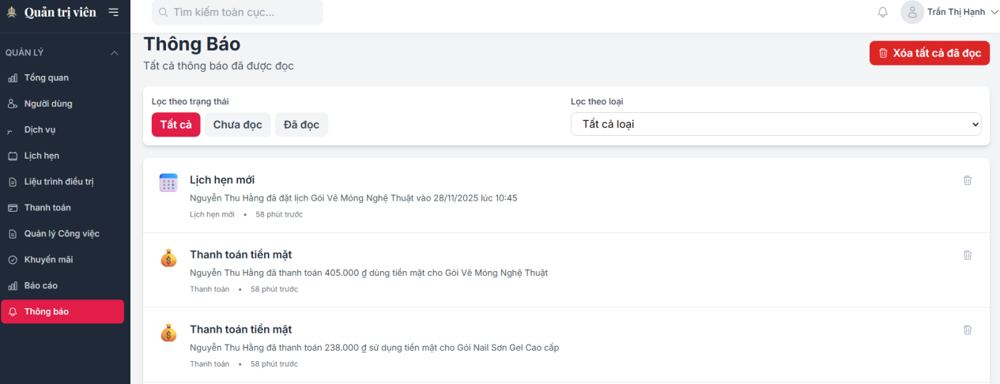 Quản trị viên
Tìm kiếm toàn cục...
Trần Thị Hạnh
QUẢN LÝ
Tổng quan
Người dùng
Dịch vụ
Lịch hẹn
Liệu trình điều trị
Thanh toán
Quản lý Công việc
Khuyến mãi
Báo cáo
Thông báo
Thông Báo
Tất cả thông báo đã được đọc
Xóa tất cả đã đọc
Lọc theo trạng thái
Tất cả
Chưa đọc
Đã đọc
Lọc theo loại
Tất cả loại
Lịch hẹn mới
Nguyễn Thu Hằng đã đặt lịch Gói Vẽ Móng Nghệ Thuật vào 28/11/2025 lúc 10:45
Lịch hẹn mới • 58 phút trước
Thanh toán tiền mặt
Nguyễn Thu Hằng đã thanh toán 405.000 ₫ dùng tiền mặt cho Gói Vẽ Móng Nghệ Thuật
Thanh toán • 58 phút trước
Thanh toán tiền mặt
Nguyễn Thu Hằng đã thanh toán 238.000 ₫ sử dụng tiền mặt cho Gói Nail Sơn Gel Cao cấp
Thanh toán • 58 phút trước